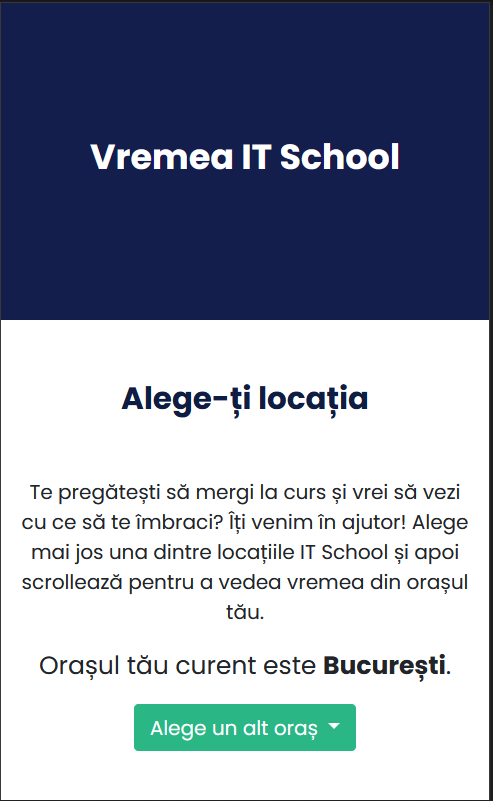 Vremea IT School
Alege-ți locația
Te pregătești să mergi la curs și vrei să vezi
cu ce să te îmbraci? Îți venim în ajutor! Alege
mai jos una dintre locațiile IT School și apoi
scrollează pentru a vedea vremea din orașul
tău.
Orașul tău curent este București.
Alege un alt oraș